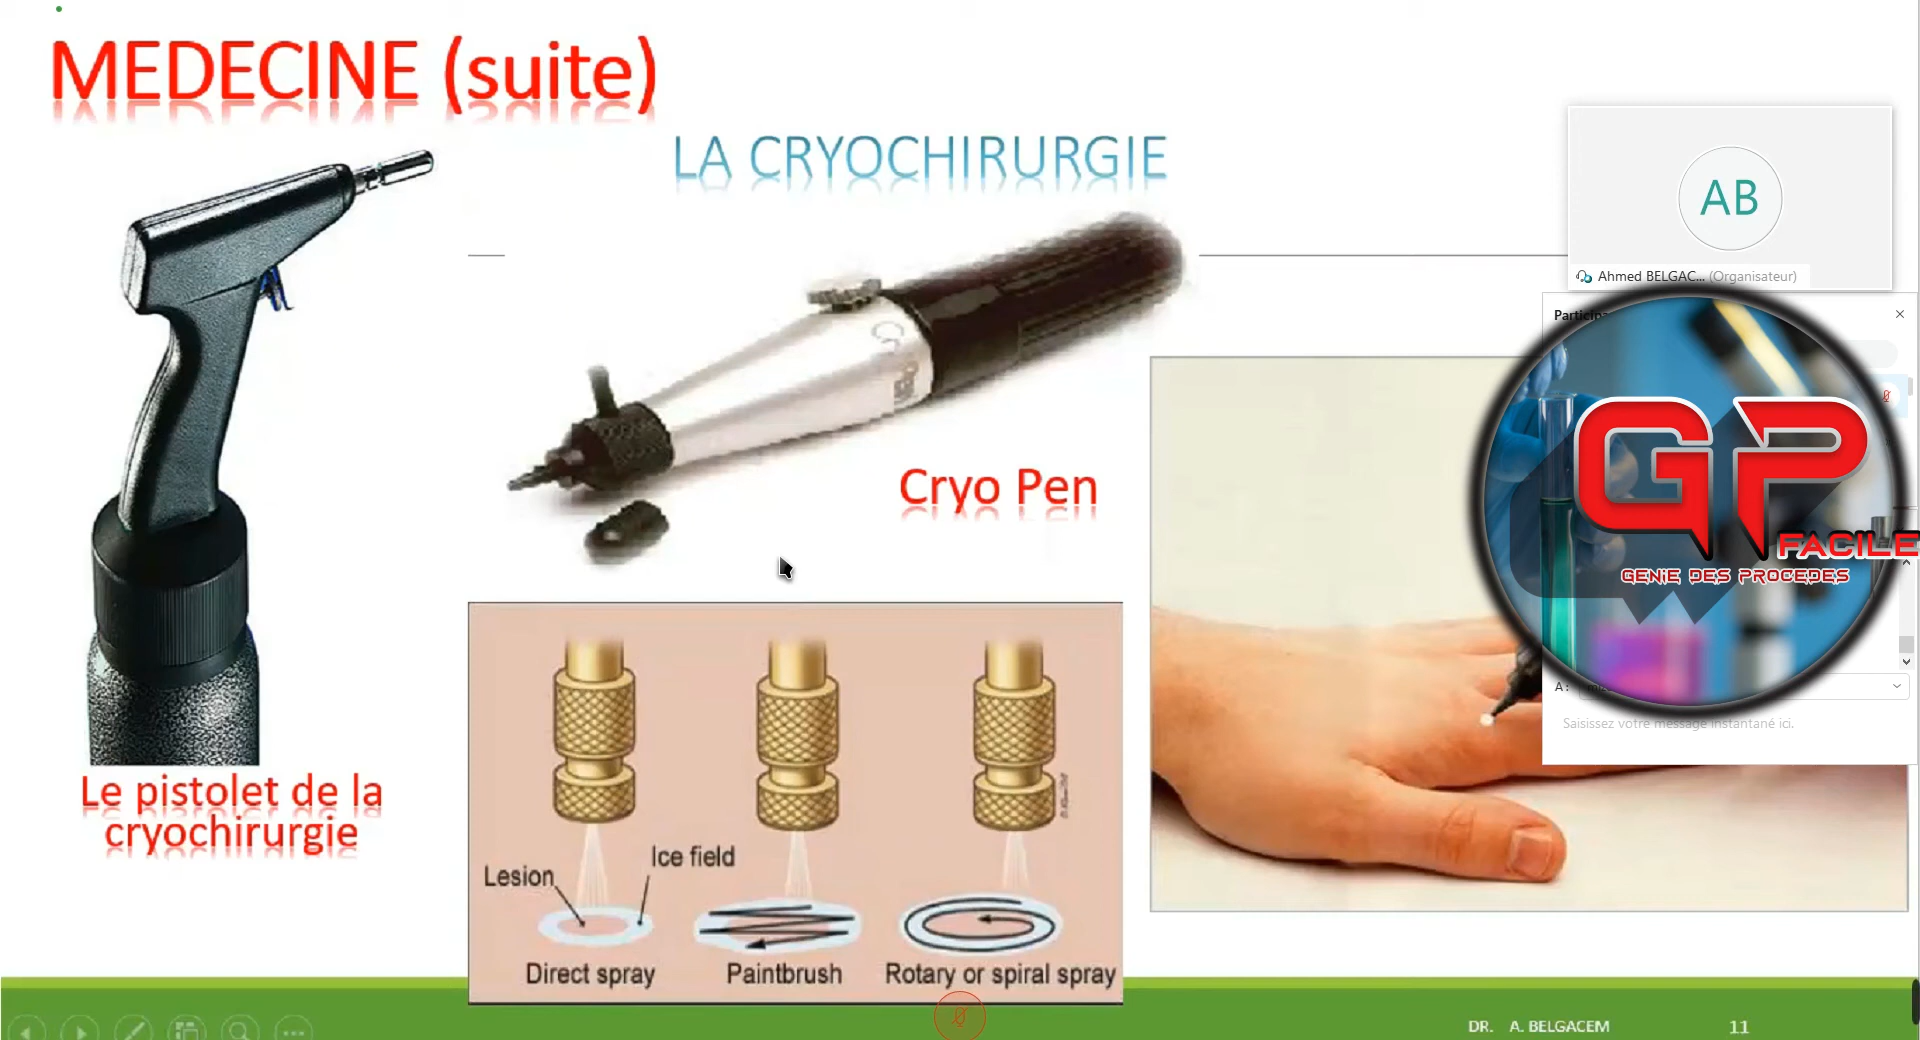 MEDECINE (suite)
LA CRYOCHIRURGIE
AB
Ahmed BELGAC... (Organisateur)
Cryo Pen
GP
FACILE
GENIE DES PROCEDES
A:
Saisissez votre message instantané ici.
Le pistolet de la
cryochirurgie
Lesion
Ice field
Direct spray
Paintbrush
Rotary or spiral spray
DR. A. BELGACEM
11